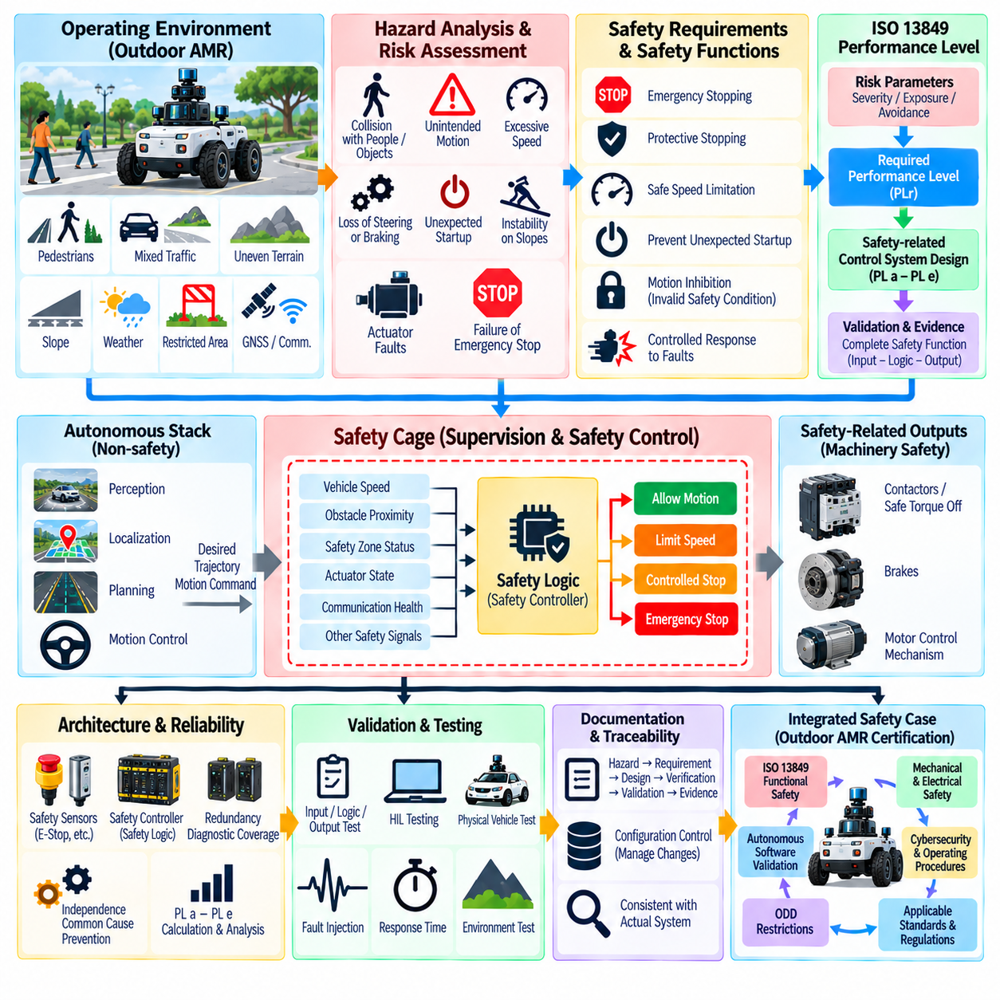 Operating Environment
(Outdoor AMR)
Pedestrians
Mixed Traffic
Uneven Terrain
Slope
Weather
Restricted Area
GNSS / Comm.
Hazard Analysis &
Risk Assessment
Collision
with People /
Objects
Unintended
Motion
Excessive
Speed
Loss of Steering
or Braking
Unexpected
Startup
Instability
on Slopes
Actuator
Faults
STOP
Failure of
Emergency Stop
Safety Requirements
& Safety Functions
STOP
Emergency Stopping
Protective Stopping
Safe Speed Limitation
Prevent Unexpected Startup
Motion Inhibition
(Invalid Safety Condition)
Controlled Response
to Faults
ISO 13849
Performance Level
Risk Parameters
Severity / Exposure /
Avoidance
Required
Performance Level
(PLr)
Safety-related
Control System Design
(PL a – PL e)
Validation & Evidence
Complete Safety Function
(Input – Logic – Output)
Autonomous Stack
(Non-safety)
Perception
Localization
Planning
Motion Control
Desired
Trajectory
Motion Command
Safety Cage (Supervision & Safety Control)
Vehicle Speed
Obstacle Proximity
Safety Zone Status
Actuator State
Communication Health
Other Safety Signals
Safety Logic
(Safety Controller)
Allow Motion
Limit Speed
Controlled Stop
Emergency Stop
Safety-Related Outputs
(Machinery Safety)
Contactors /
Safe Torque Off
Brakes
Motor Control
Mechanism
Architecture & Reliability
Safety Sensors
(E-Stop, etc.)
Safety Controller
(Safety Logic)
Redundancy
Diagnostic Coverage
Independence
Common Cause
Prevention
PL a – PL e
Calculation & Analysis
Validation & Testing
Input / Logic /
Output Test
HIL Testing
Physical Vehicle Test
Fault Injection
Response Time
Environment Test
Documentation
& Traceability
Hazard → Requirement
→ Design → Verification
→ Validation → Evidence
Configuration Control
(Manage Changes)
Consistent with
Actual System
Integrated Safety Case
(Outdoor AMR Certification)
ISO 13849
Functional
Safety
Mechanical
& Electrical
Safety
Autonomous
Software
Validation
Cybersecurity
& Operating
Procedures
ODD
Restrictions
Applicable
Standards &
Regulations